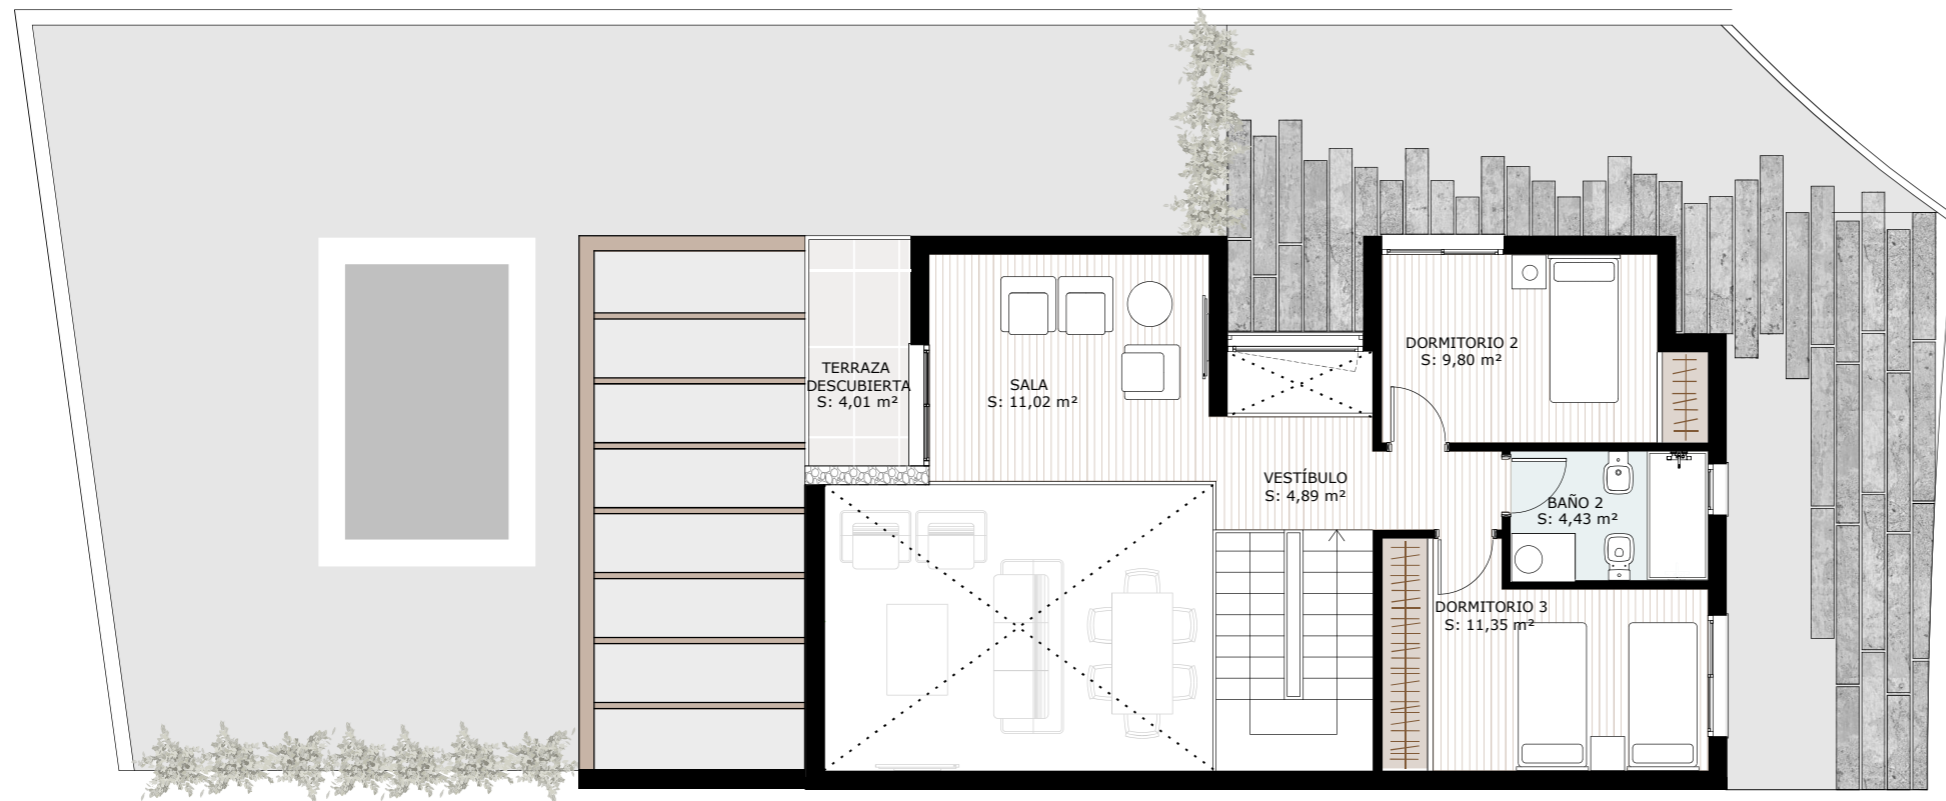 TERRAZA
DESCUBIERTA
S: 4,01 m²
SALA
S: 11,02 m²
DORMITORIO 2
S: 9,80 m²
VESTÍBULO
S: 4,89 m²
BAÑO 2
S: 4,43 m²
DORMITORIO 3
S: 11,35 m²